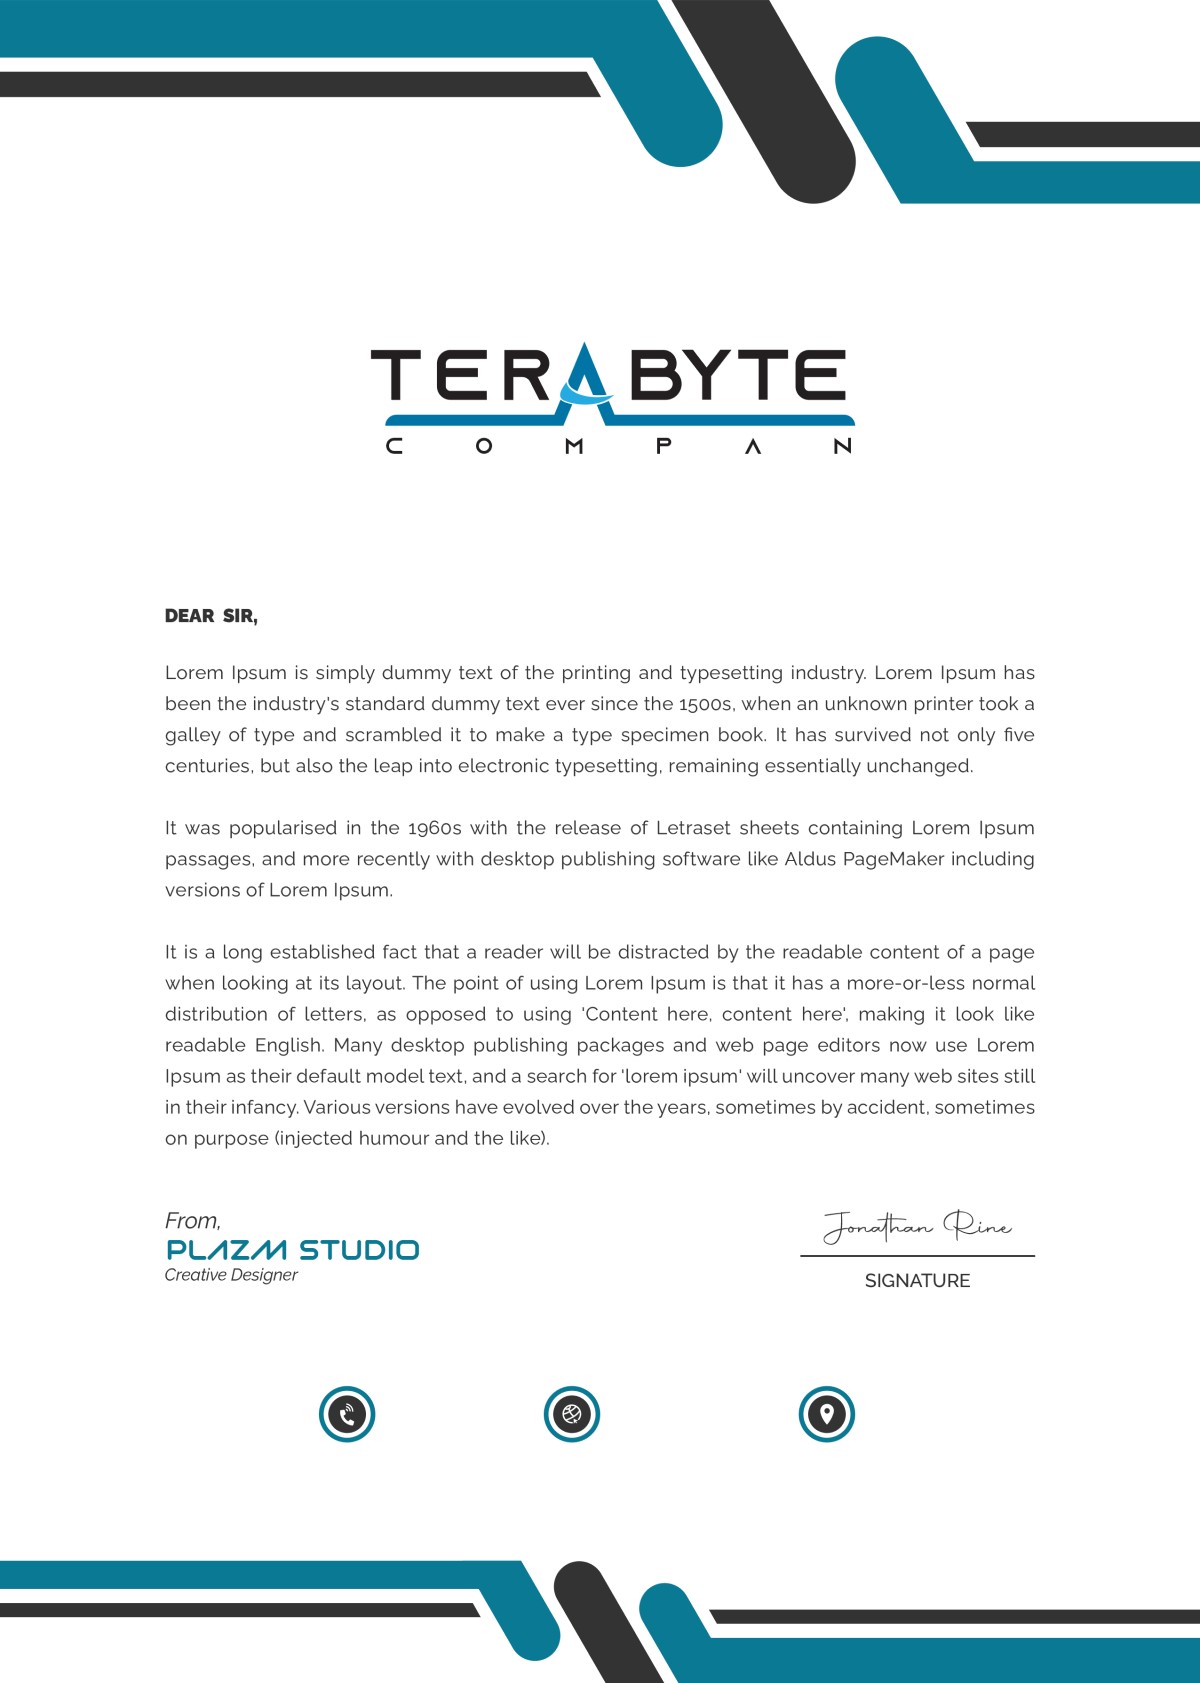 TERABYTE
COMPAN
DEAR SIR,
Lorem Ipsum is simply dummy text of the printing and typesetting industry. Lorem Ipsum has
been the industry's standard dummy text ever since the 1500s, when an unknown printer took a
galley of type and scrambled it to make a type specimen book. It has survived not only five
centuries, but also the leap into electronic typesetting, remaining essentially unchanged.
It was popularised in the 1960s with the release of Letraset sheets containing Lorem Ipsum
passages, and more recently with desktop publishing software like Aldus PageMaker including
versions of Lorem Ipsum.
It is a long established fact that a reader will be distracted by the readable content of a page
when looking at its layout. The point of using Lorem Ipsum is that it has a more-or-less normal
distribution of letters, as opposed to using 'Content here, content here', making it look like
readable English. Many desktop publishing packages and web page editors now use Lorem
Ipsum as their default model text, and a search for 'lorem ipsum' will uncover many web sites still
in their infancy. Various versions have evolved over the years, sometimes by accident, sometimes
on purpose (injected humour and the like).
From,
PLAZM STUDIO
Creative Designer
Jonathan Rine
SIGNATURE